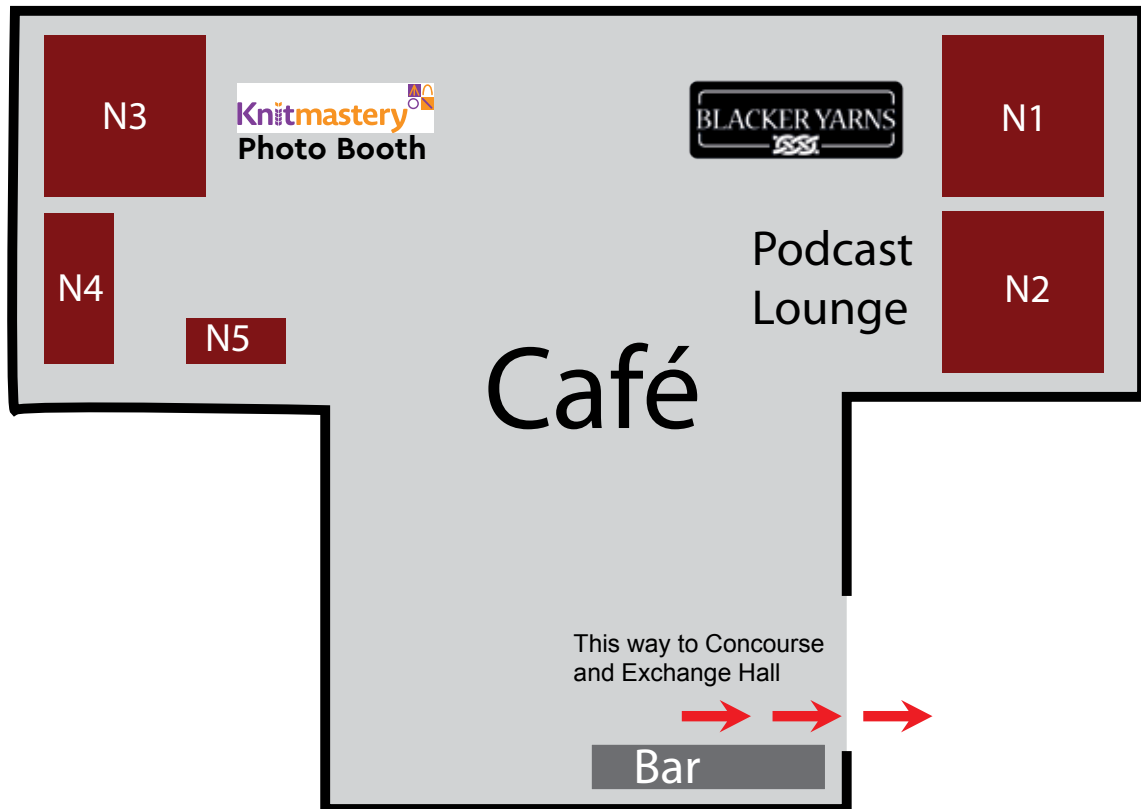 N3
Knitmastery
Photo Booth
BLACKER YARNS
N1
N4
N5
Podcast
Lounge
N2
Café
This way to Concourse
and Exchange Hall
Bar